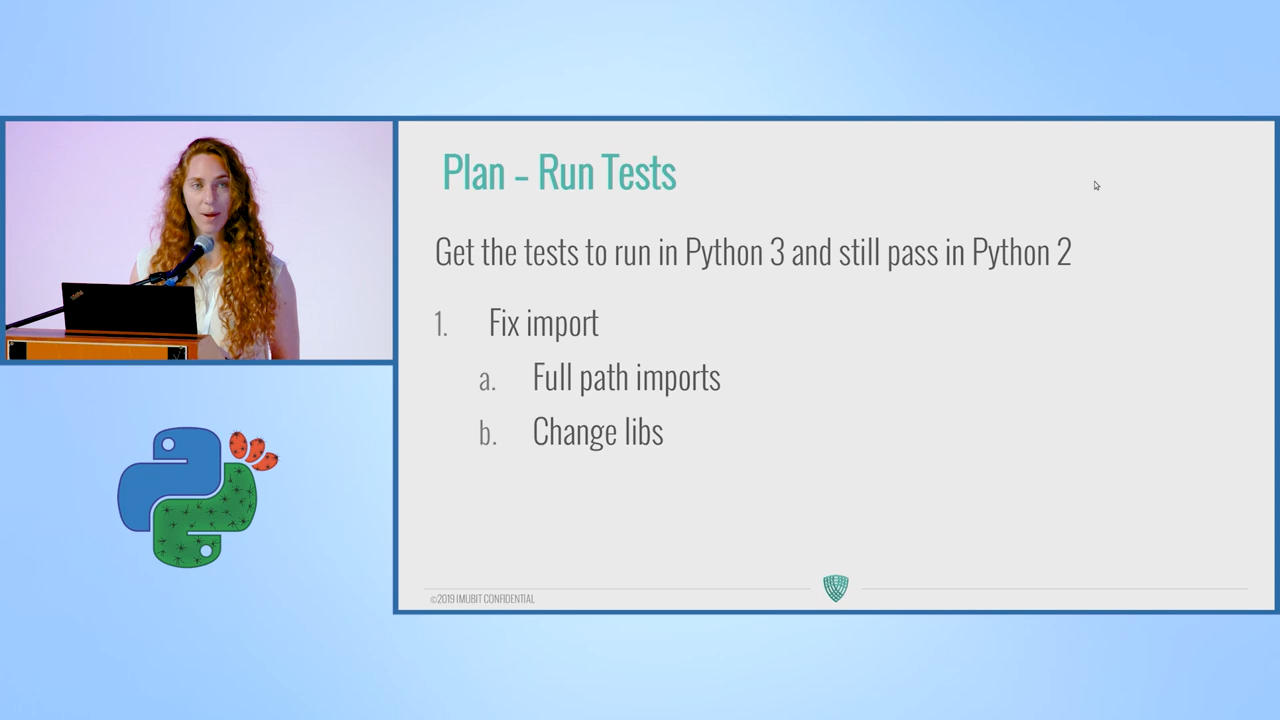 Plan – Run Tests
Get the tests to run in Python 3 and still pass in Python 2
1. Fix import
a. Full path imports
b. Change libs
©2019 IMUBIT CONFIDENTIAL